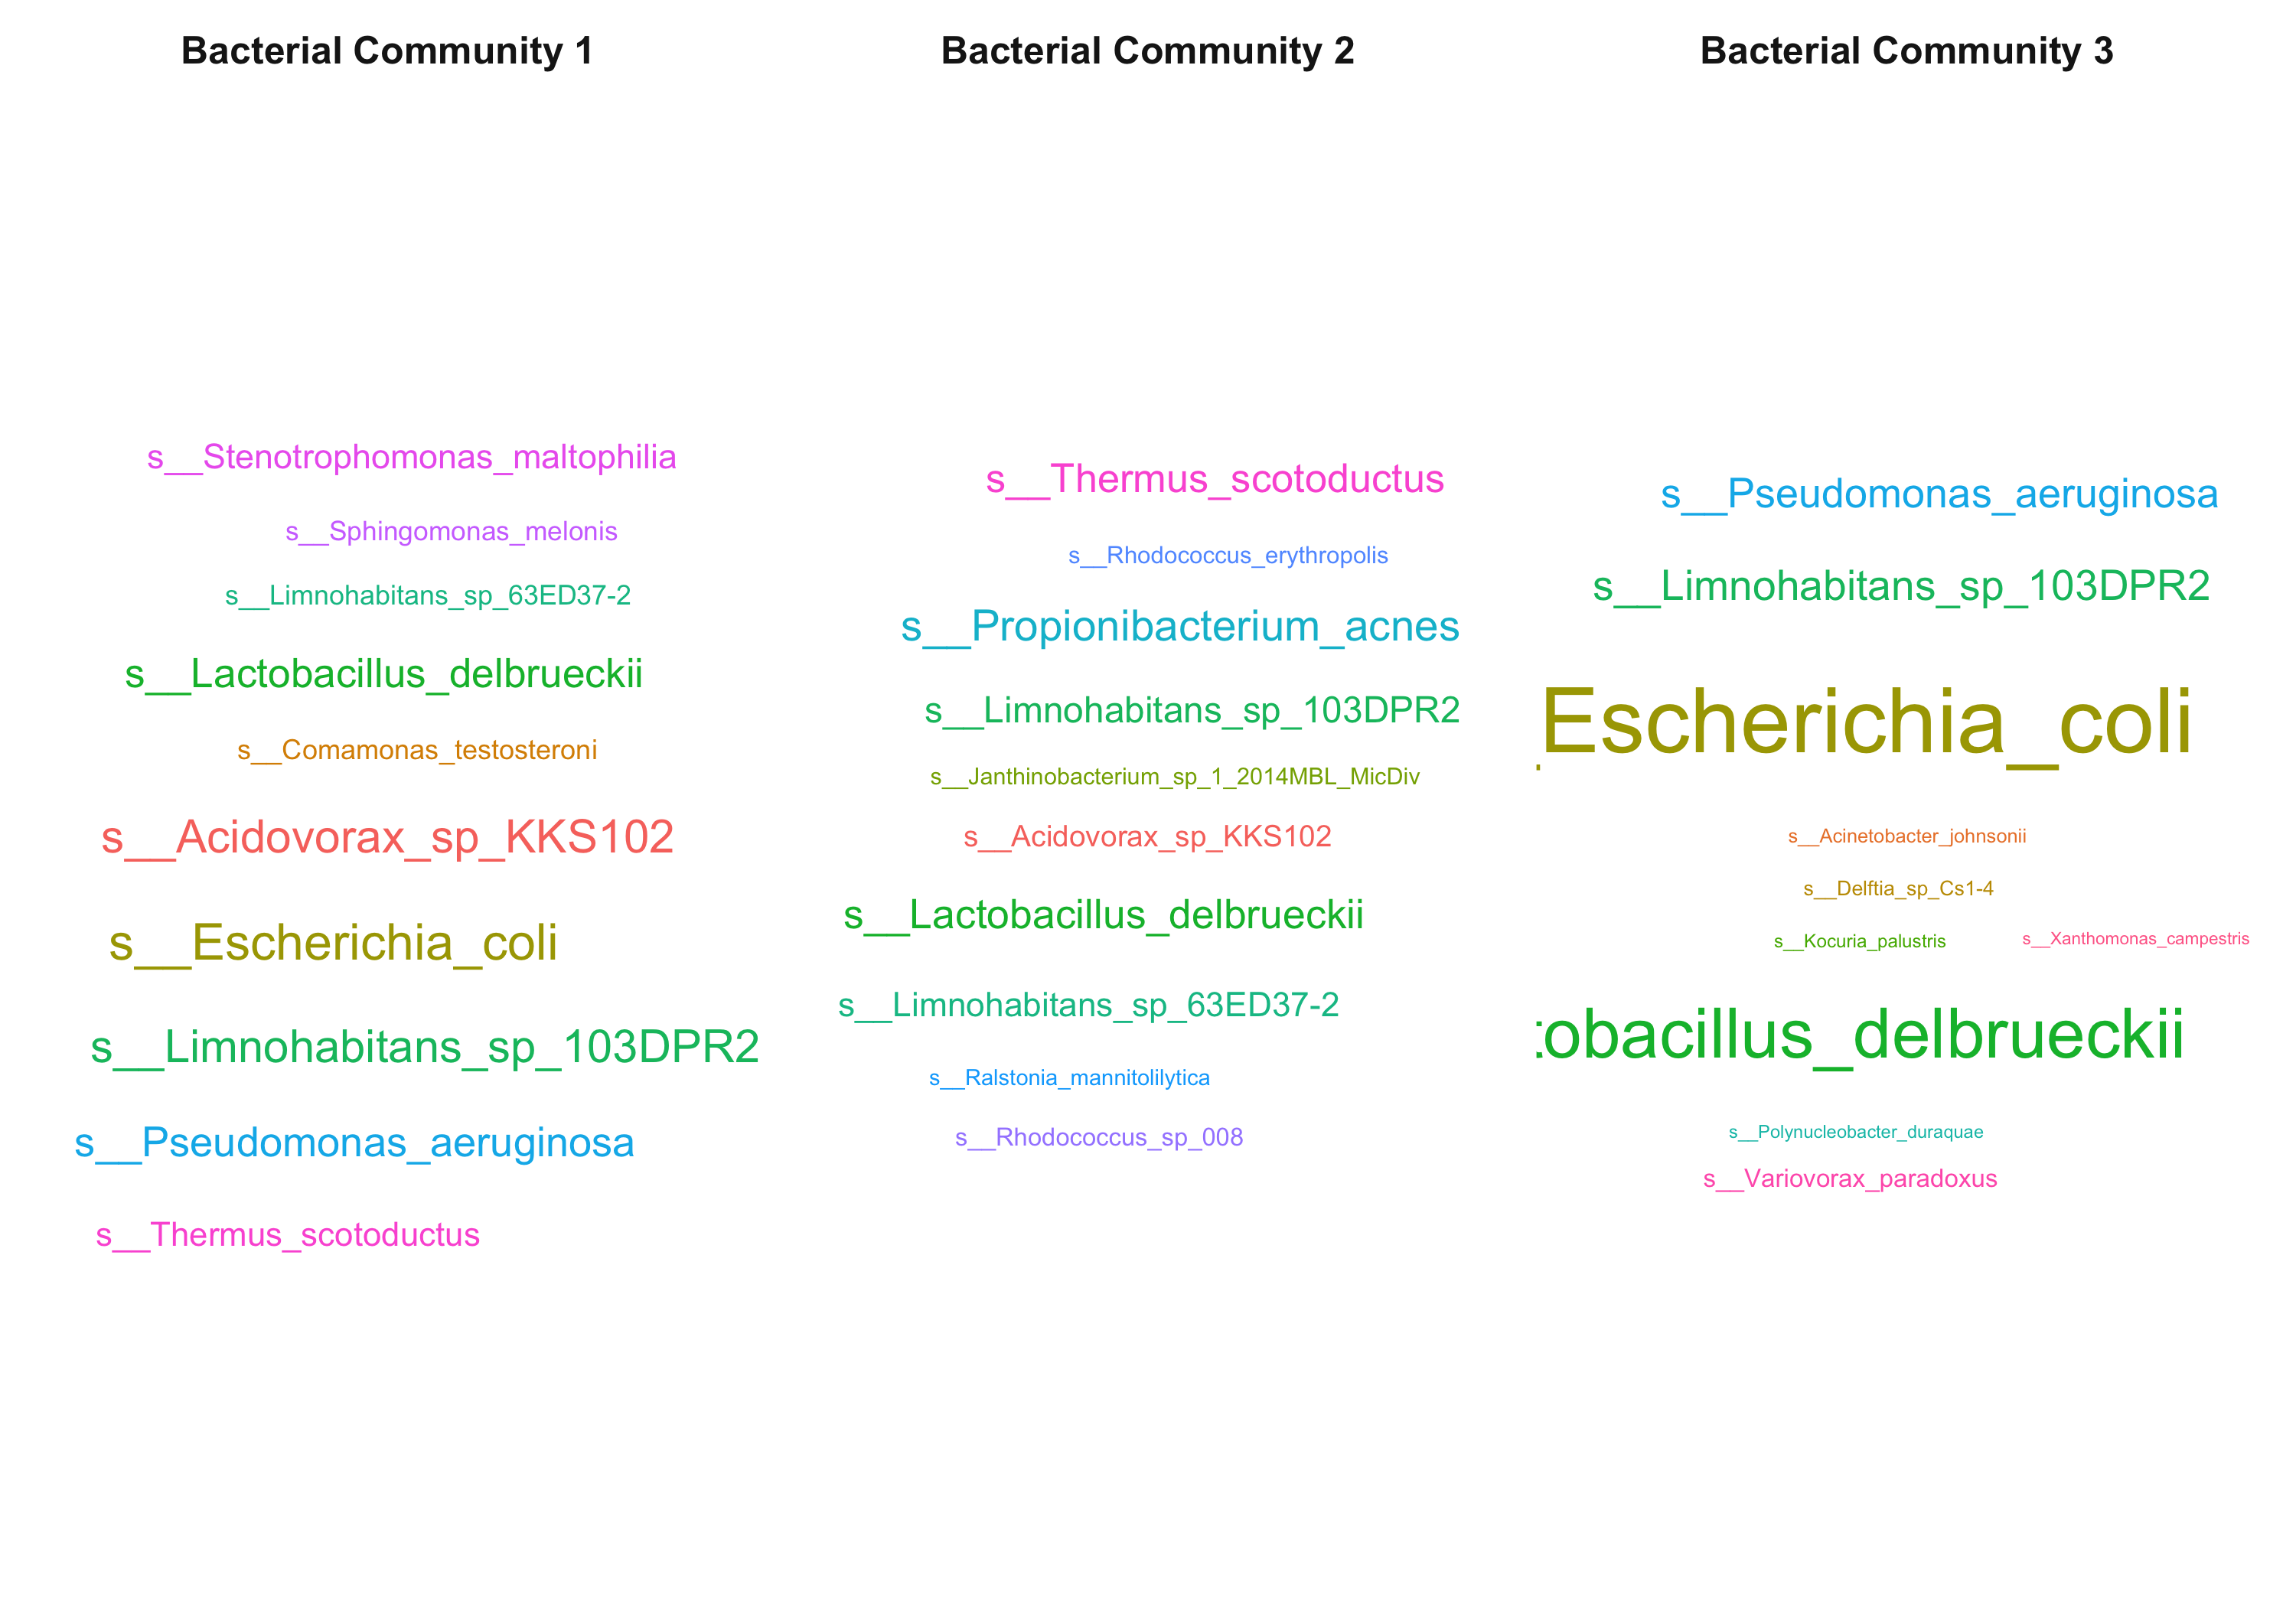 Bacterial Community 1
s__Stenotrophomonas_maltophilia
s__Sphingomonas_melonis
s__Limnohabitans_sp_63ED37-2
s__Lactobacillus_delbrueckii
s__Comamonas_testosteroni
s__Acidovorax_sp_KKS102
s__Escherichia_coli
s__Limnohabitans_sp_103DPR2
s__Pseudomonas_aeruginosa
s__Thermus_scotoductus
Bacterial Community 2
s__Thermus_scotoductus
s__Rhodococcus_erythropolis
s__Propionibacterium_acnes
s__Limnohabitans_sp_103DPR2
s__Janthinobacterium_sp_1_2014MBL_MicDiv
s__Acidovorax_sp_KKS102
s__Lactobacillus_delbrueckii
s__Limnohabitans_sp_63ED37-2
s__Ralstonia_mannitolilytica
s__Rhodococcus_sp_008
Bacterial Community 3
s__Pseudomonas_aeruginosa
s__Limnohabitans_sp_103DPR2
_Escherichia_coli
s__Acinetobacter_johnsonii
s__Delftia_sp_Cs1-4
s__Kocuria_palustris
s__Xanthomonas_campestris
tobacillus_delbrueckii
s__Polynucleobacter_duraquae
s__Variovorax_paradoxus